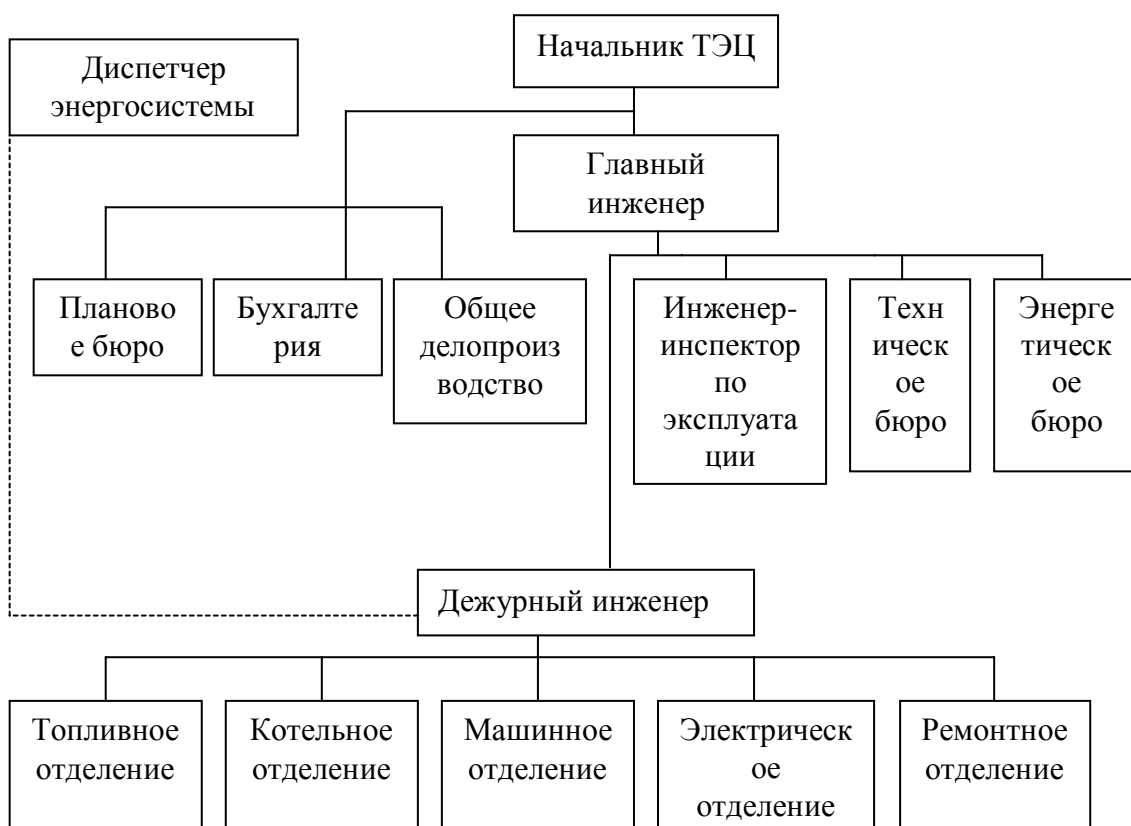 Начальник ТЭЦ
Диспетчер
энергосистемы
Главный
инженер
Планово
е бюро
Бухгалте
рия
Общее
делопроиз
водство
Инженер-
инспектор
по
эксплуата
ции
Техн
ическ
ое
бюро
Энерге
тическ
ое
бюро
Дежурный инженер
Топливное
отделение
Котельное
отделение
Машинное
отделение
Электрическ
ое
отделение
Ремонтное
отделение